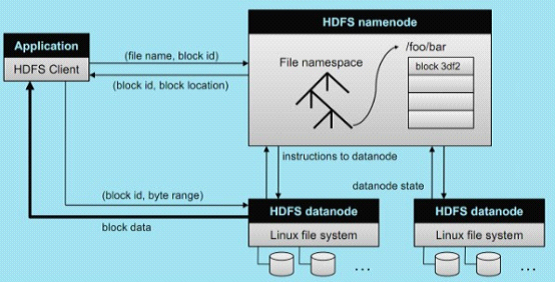 HDFS namenode
Application
HDFS Client
(file name, block id)
(block id, block location)
File namespace
/foo/bar
block 3df2
instructions to datanode
datanode state
(block id, byte range)
block data
HDFS datanode
Linux file system
...
HDFS datanode
Linux file system
...